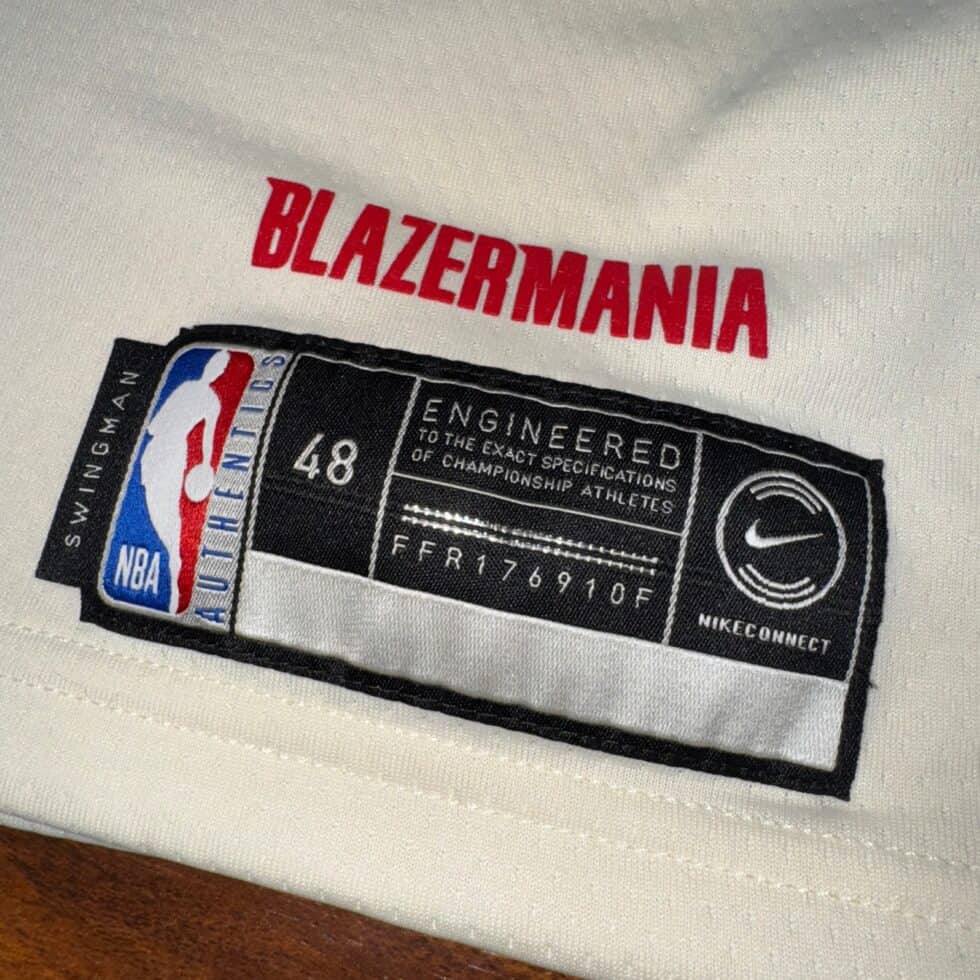 BLAZERMANIA
SWINGMAN
NBA
AUTHENTICS
48
ENGINEERED
TO THE EXACT SPECIFICATIONS
OF CHAMPIONSHIP ATHLETES
FFR176910F
NIKECONNECT